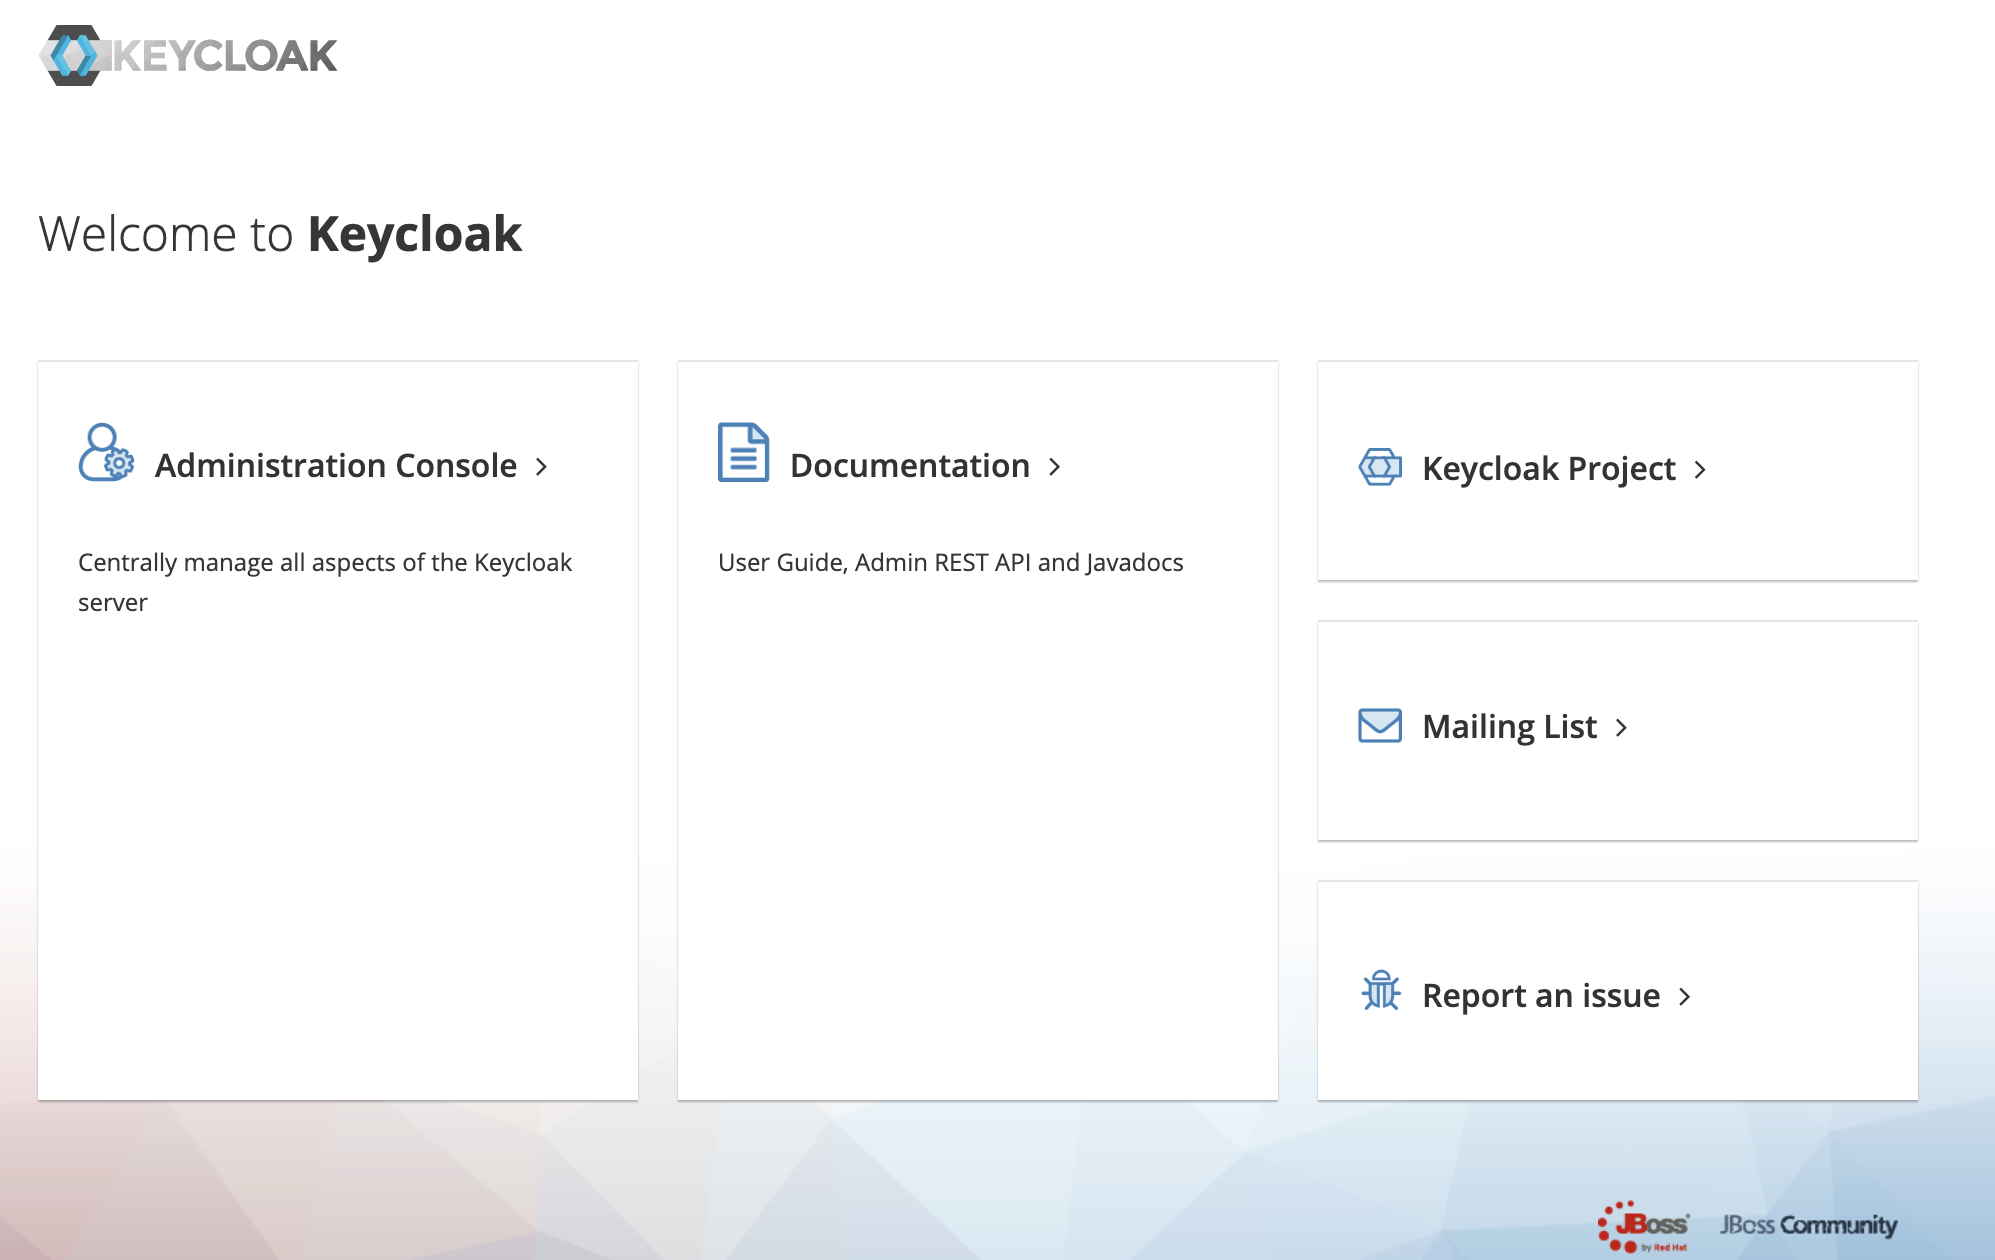 KEYCLOAK
Welcome to Keycloak
Administration Console
Centrally manage all aspects of the Keycloak
server
Documentation
User Guide, Admin REST API and Javadocs
Keycloak Project
Mailing List
Report an issue
JBoss by Red Hat
JBoss Community